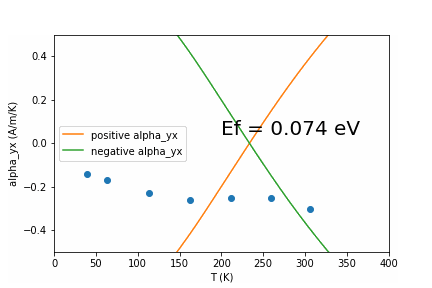 0.4
0.2
0.0
−0.2
−0.4
alpha_yx (A/m/K)
Ef = 0.074 eV
positive alpha_yx
negative alpha_yx
0 50 100 150 200 250 300 350 400
T (K)